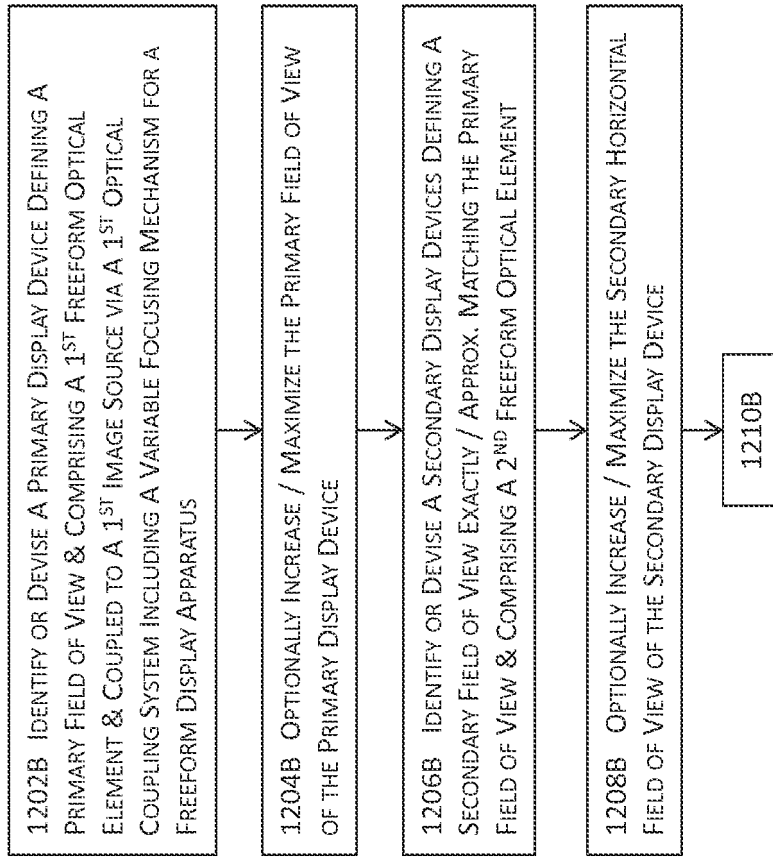 1202B IDENTIFY OR DEVISE A PRIMARY DISPLAY DEVICE DEFINING A
PRIMARY FIELD OF VIEW & COMPRISING A 1ST FREEFORM OPTICAL
ELEMENT & COUPLED TO A 1ST IMAGE SOURCE VIA A 1ST OPTICAL
COUPLING SYSTEM INCLUDING A VARIABLE FOCUSING MECHANISM FOR A
FREEFORM DISPLAY APPARATUS
1204B OPTIONALLY INCREASE / MAXIMIZE THE PRIMARY FIELD OF VIEW
OF THE PRIMARY DISPLAY DEVICE
1206B IDENTIFY OR DEVISE A SECONDARY DISPLAY DEVICES DEFINING A
SECONDARY FIELD OF VIEW EXACTLY / APPROX. MATCHING THE PRIMARY
FIELD OF VIEW & COMPRISING A 2ND FREEFORM OPTICAL ELEMENT
1208B OPTIONALLY INCREASE / MAXIMIZE THE SECONDARY HORIZONTAL
FIELD OF VIEW OF THE SECONDARY DISPLAY DEVICE
1210B